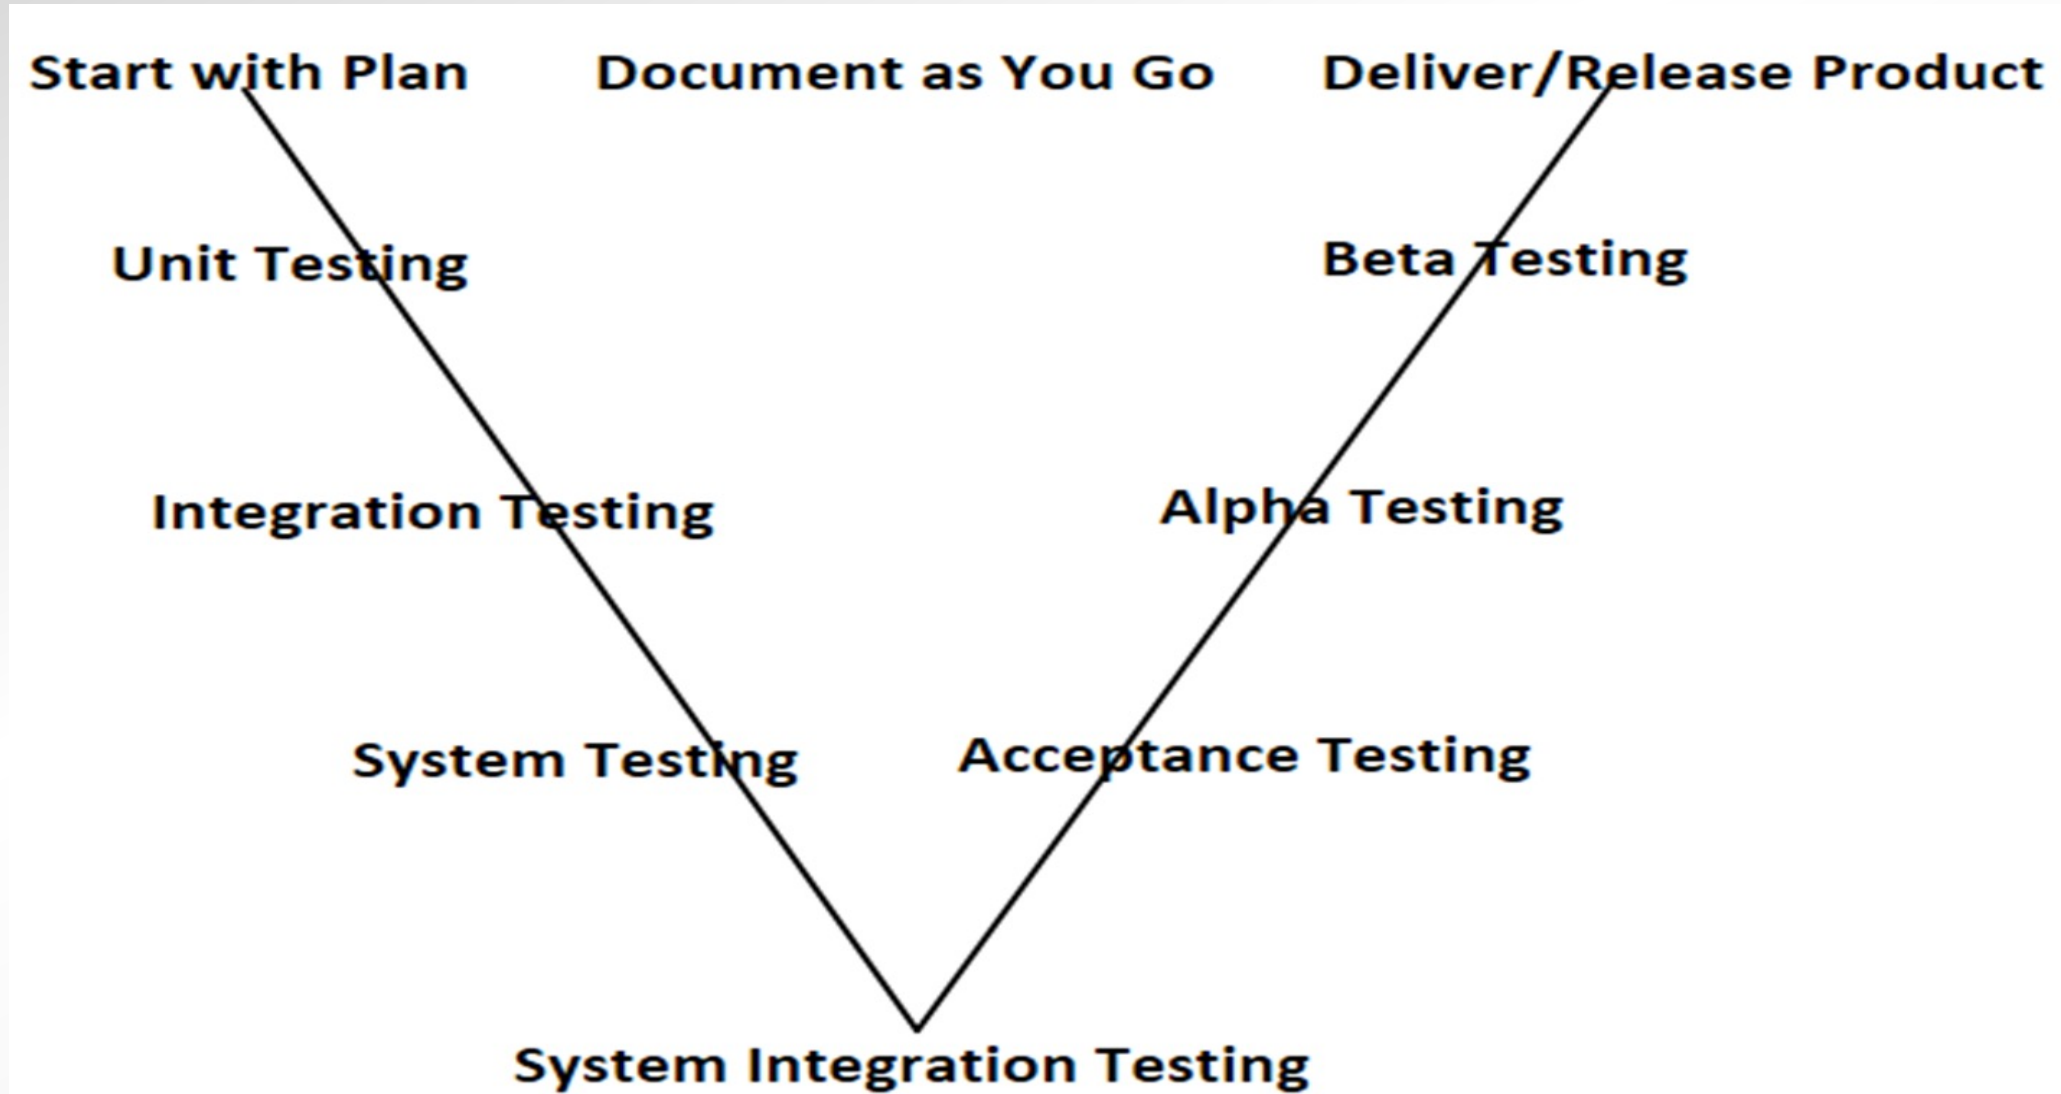 Start with Plan
Document as You Go
Deliver/Release Product
Unit Testing
Beta Testing
Integration Testing
Alpha Testing
System Testing
Acceptance Testing
System Integration Testing